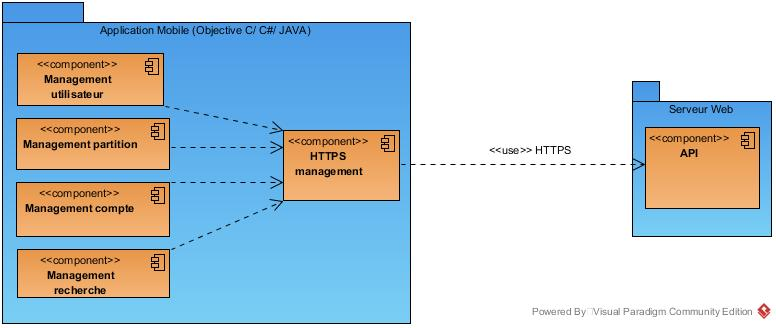 Application Mobile (Objective C/ C#/ JAVA)
<<component>>
Management
utilisateur
<<component>>
Management partition
<<component>>
Management compte
<<component>>
Management
recherche
<<component>>
HTTPS
management
<<use>> HTTPS
Serveur Web
<<component>>
API
Powered By Visual Paradigm Community Edition